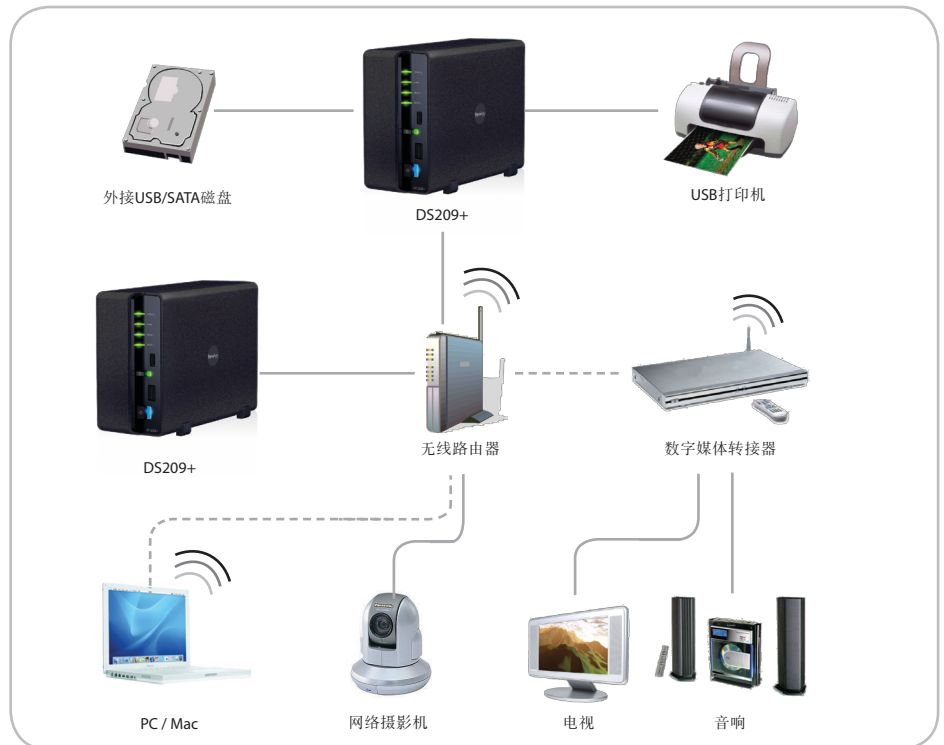 外接USB/SATA磁盘
DS209+
USB打印机
DS209+
无线路由器
数字媒体转接器
PC / Mac
网络摄影机
电视
音响